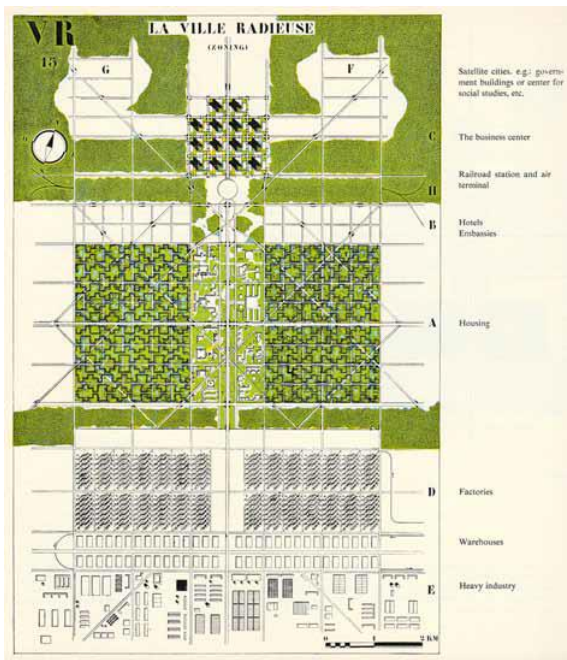 VR
15
LA VILLE RADIEUSE
(ZONING)
G
F
Satellite cities. e.g.: govern-
ment buildings or center for
social studies, etc.
C
The business center
Railroad station and air
terminal
H
B
Hotels
Embassies
A
Housing
D
Factories
Warehouses
E
Heavy industry
0 1 2 KM